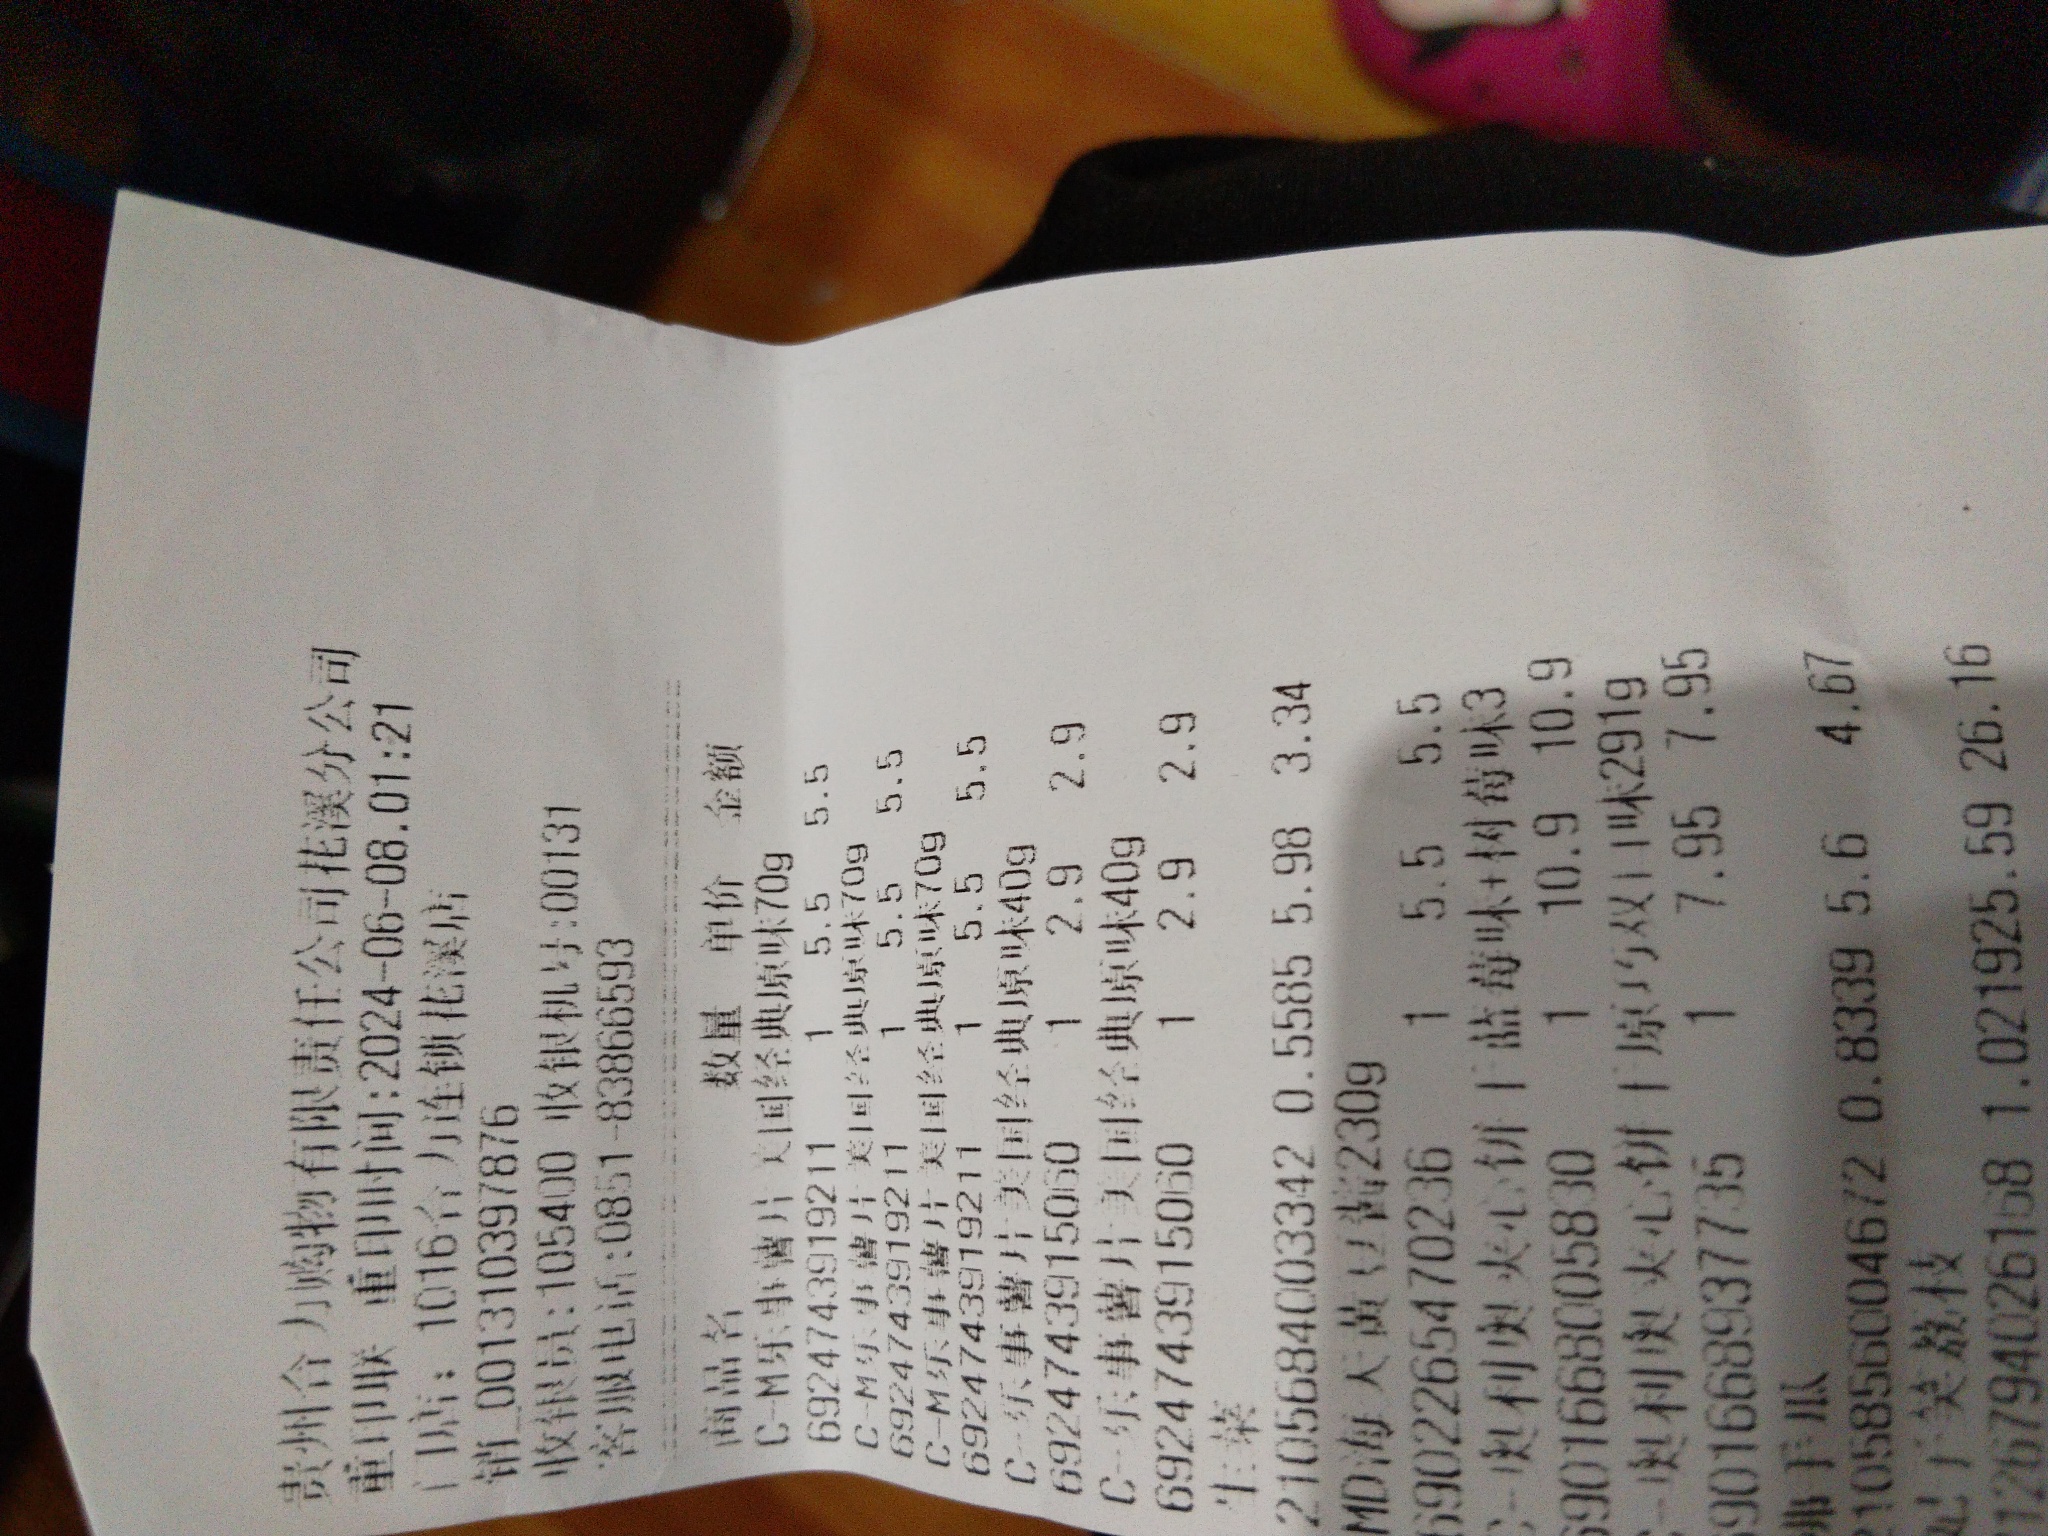 贵州合力购物有限责任公司花溪分公司
重印联 重印时间:2024-06-08.01:21
门店: 1016合力连锁花溪店
销_001310397876
收银员:105400 收银机号:00131
客服电话:0851-83866593
商品名 数量 单价 金额
C-M乐事薯片美国经典原味70g
6924743919211 1 5.5 5.5
C-M乐事薯片美国经典原味70g
6924743919211 1 5.5 5.5
C-M乐事薯片美国经典原味70g
6924743919211 1 5.5 5.5
C-乐事薯片美国经典原味40g
6924743915060 1 2.9 2.9
C-乐事薯片美国经典原味40g
6924743915060 1 2.9 2.9
生菜
2105684003342 0.5585 5.98 3.34
MD海天黄豆酱230g
6902265470236 1 5.5 5.5
C-奥利奥夹心饼干蓝莓味+树莓味3
6901668005830 1 10.9 10.9
C-奥利奥夹心饼干原巧双口味291g
6901668937735 1 7.95 7.95
1058560004672 0.8339 5.6 4.67
妃子笑荔枝
1126794026168 1.0219 25.59 26.16